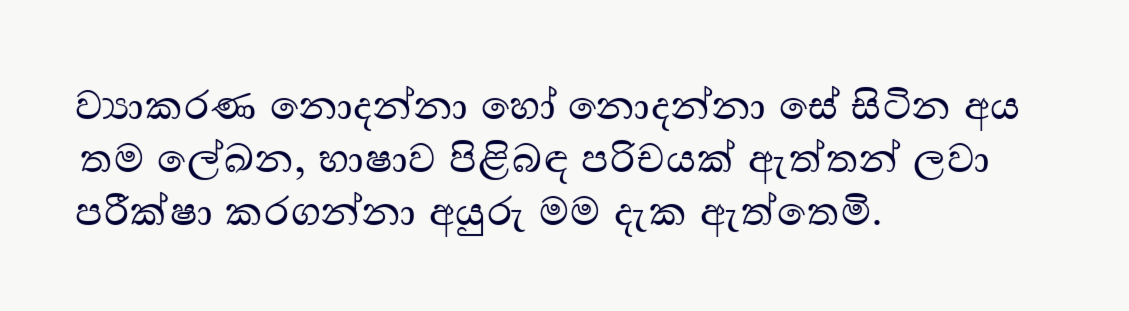 ව්‍යාකරණ නොදන්නා හෝ නොදන්නා සේ සිටින අය
තම ලේඛන, භාෂාව පිළිබඳ පරිචයක් ඇත්තන් ලවා
පරීක්ෂා කරගන්නා අයුරු මම දැක ඇත්තෙමි.